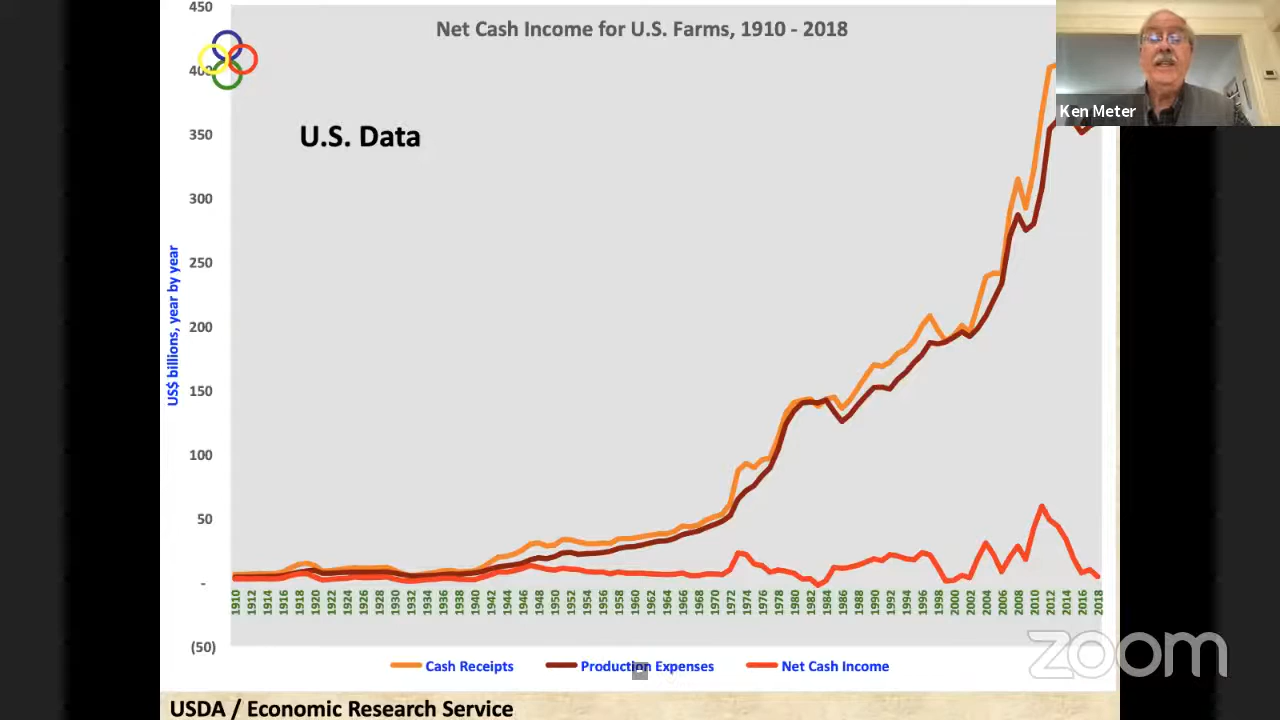 Net Cash Income for U.S. Farms, 1910 - 2018
Ken Meter
U.S. Data
US$ billions, year by year
450
400
350
300
250
200
150
100
50
-
(50)
1910 1912 1914 1916 1918 1920 1922 1924 1926 1928 1930 1932 1934 1936 1938 1940 1942 1944 1946 1948 1950 1952 1954 1956 1958 1960 1962 1964 1966 1968 1970 1972 1974 1976 1978 1980 1982 1984 1986 1988 1990 1992 1994 1996 1998 2000 2002 2004 2006 2008 2010 2012 2014 2016 2018
Cash Receipts Production Expenses Net Cash Income
zoom
USDA / Economic Research Service